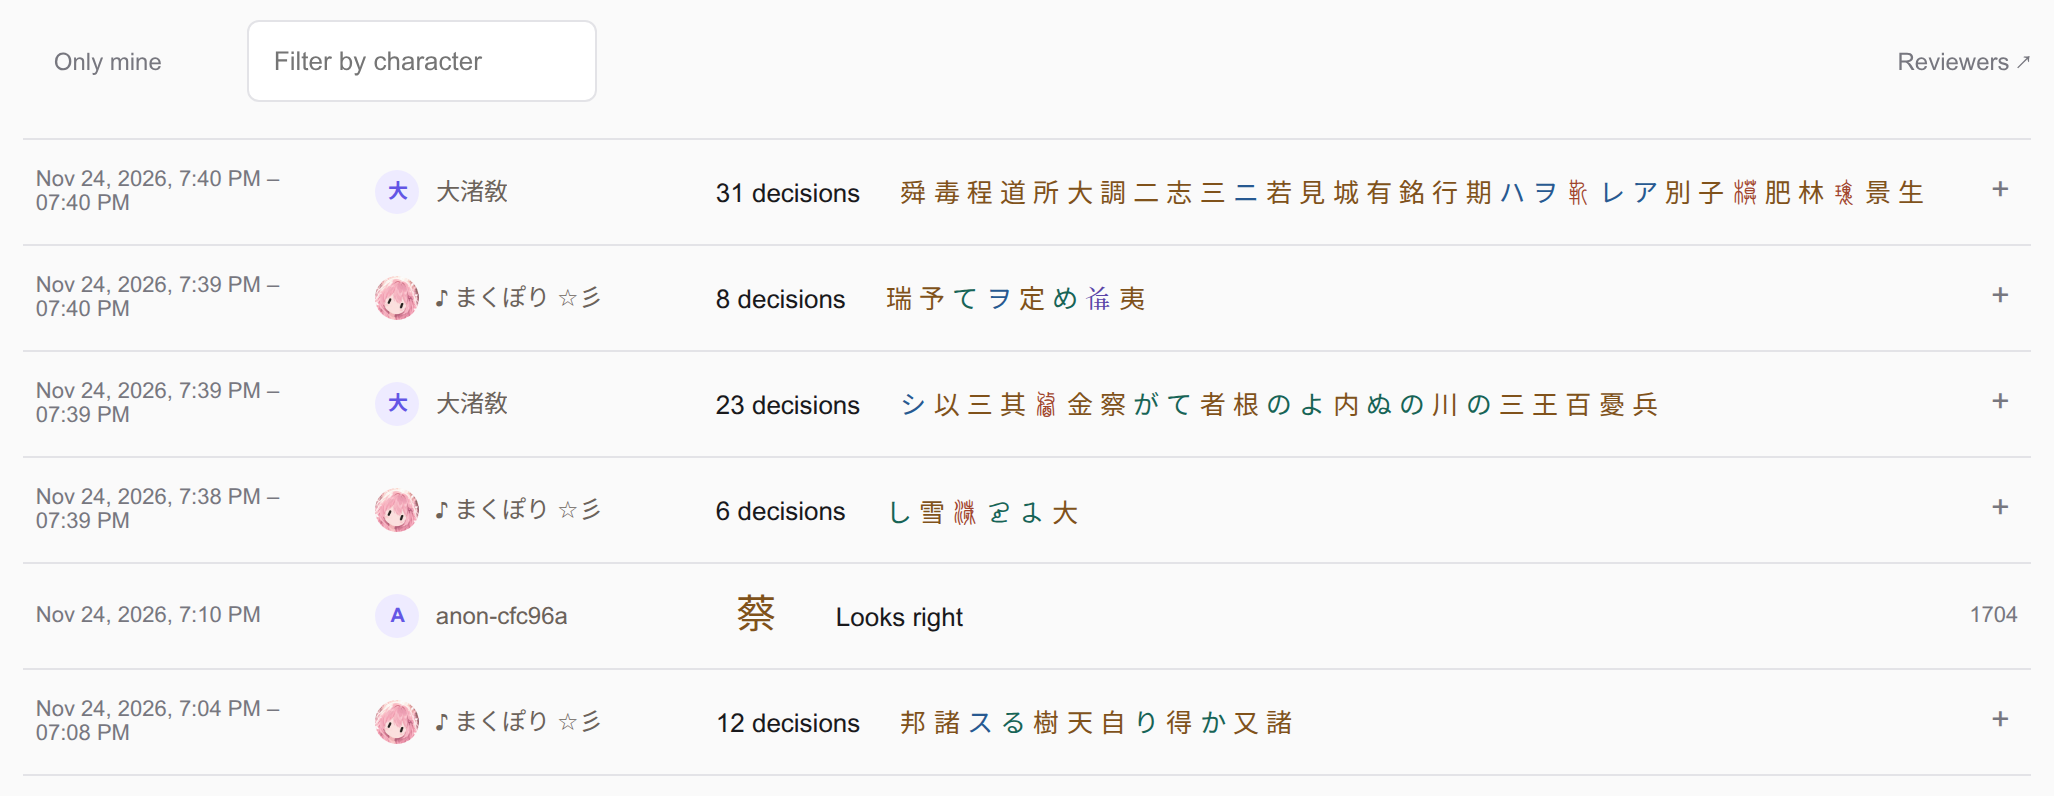 Only mine
Filter by character
Reviewers ↗
Nov 24, 2026, 7:40 PM –
07:40 PM
大
大渚敎
31 decisions
舜 毒 程 道 所 大 調 二 志 三 ニ 若 見 城 有 銘 行 期 ハ ヲ レ ア 別 子 肥 林 景 生
+
Nov 24, 2026, 7:39 PM –
07:40 PM
♪ まくぽり ☆彡
8 decisions
瑞 予 て ヲ 定 め 夷
+
Nov 24, 2026, 7:39 PM –
07:39 PM
大
大渚敎
23 decisions
シ 以 三 其 金 察 が て 者 根 の よ 内 ぬ の 川 の 三 王 百 憂 兵
+
Nov 24, 2026, 7:38 PM –
07:39 PM
♪ まくぽり ☆彡
6 decisions
し 雪 大
+
Nov 24, 2026, 7:10 PM
A
anon-cfc96a
蔡
Looks right
1704
Nov 24, 2026, 7:04 PM –
07:08 PM
♪ まくぽり ☆彡
12 decisions
邦 諸 ス る 樹 天 自 り 得 か 又 諸
+